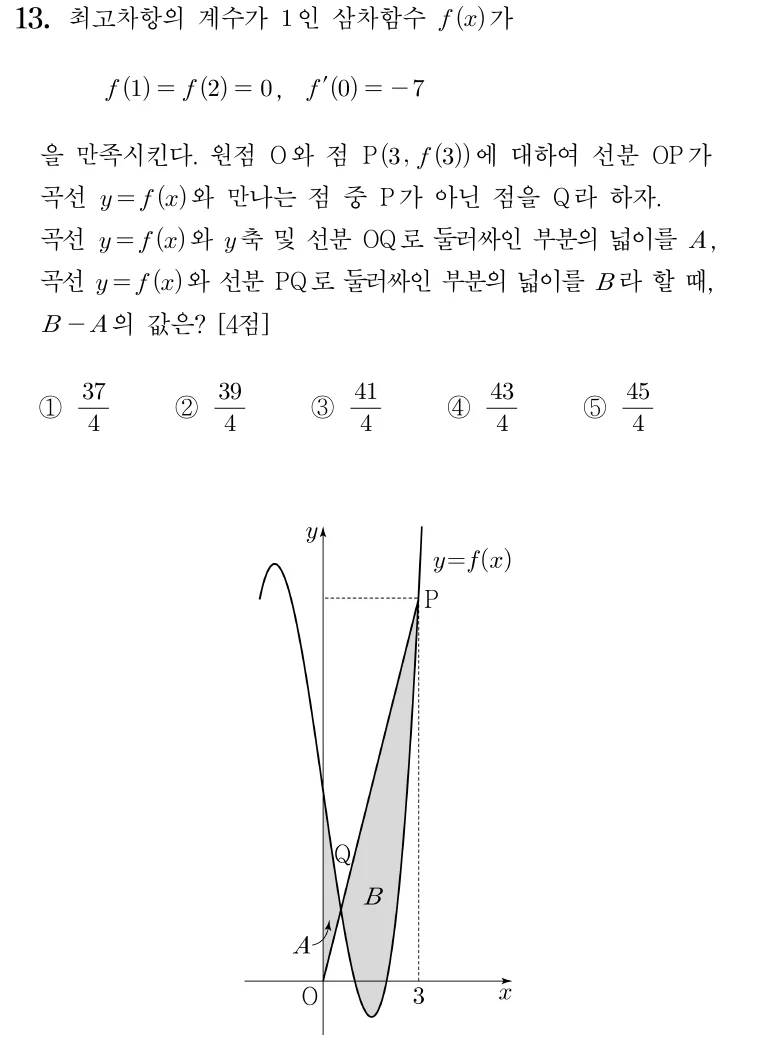 13. 최고차항의 계수가 1인 삼차함수 f(x)가
f(1)=f(2)=0, f′(0)=−7
을 만족시킨다. 원점 O와 점 P(3, f(3))에 대하여 선분 OP가
곡선 y=f(x)와 만나는 점 중 P가 아닌 점을 Q라 하자.
곡선 y=f(x)와 y축 및 선분 OQ로 둘러싸인 부분의 넓이를 A,
곡선 y=f(x)와 선분 PQ로 둘러싸인 부분의 넓이를 B라 할 때,
B−A의 값은? [4점]
① 37/4 ② 39/4 ③ 41/4 ④ 43/4 ⑤ 45/4
y
y=f(x)
P
Q
B
A
O 3 x